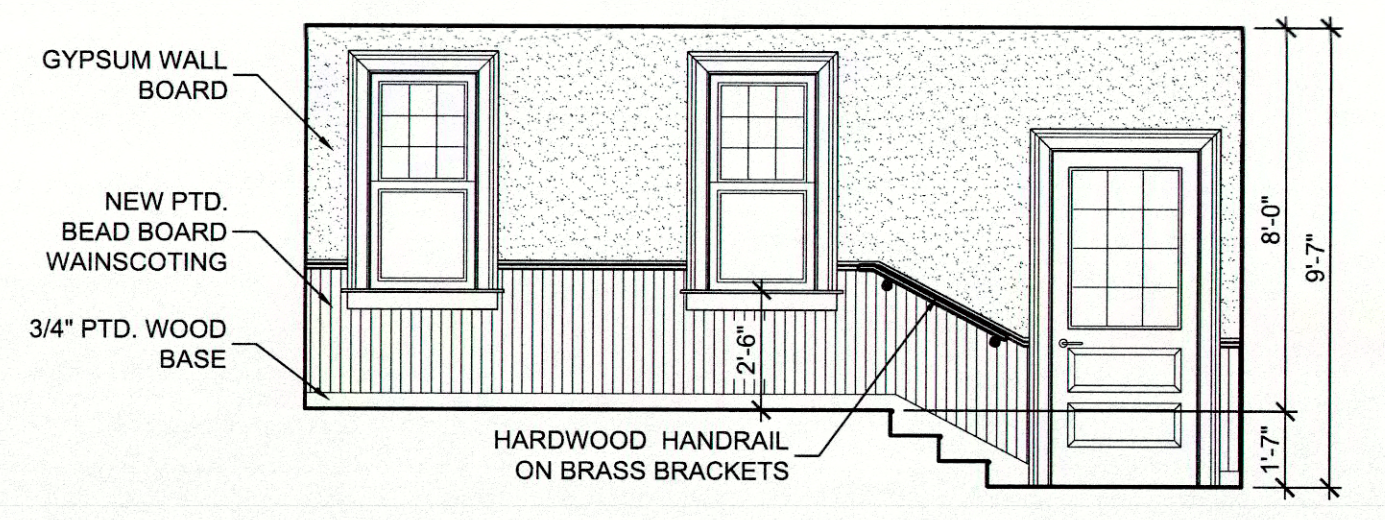 GYPSUM WALL
BOARD
NEW PTD.
BEAD BOARD
WAINSCOTING
3/4" PTD. WOOD
BASE
HARDWOOD HANDRAIL
ON BRASS BRACKETS
2'-6"
8'-0"
9'-7"
1'-7"